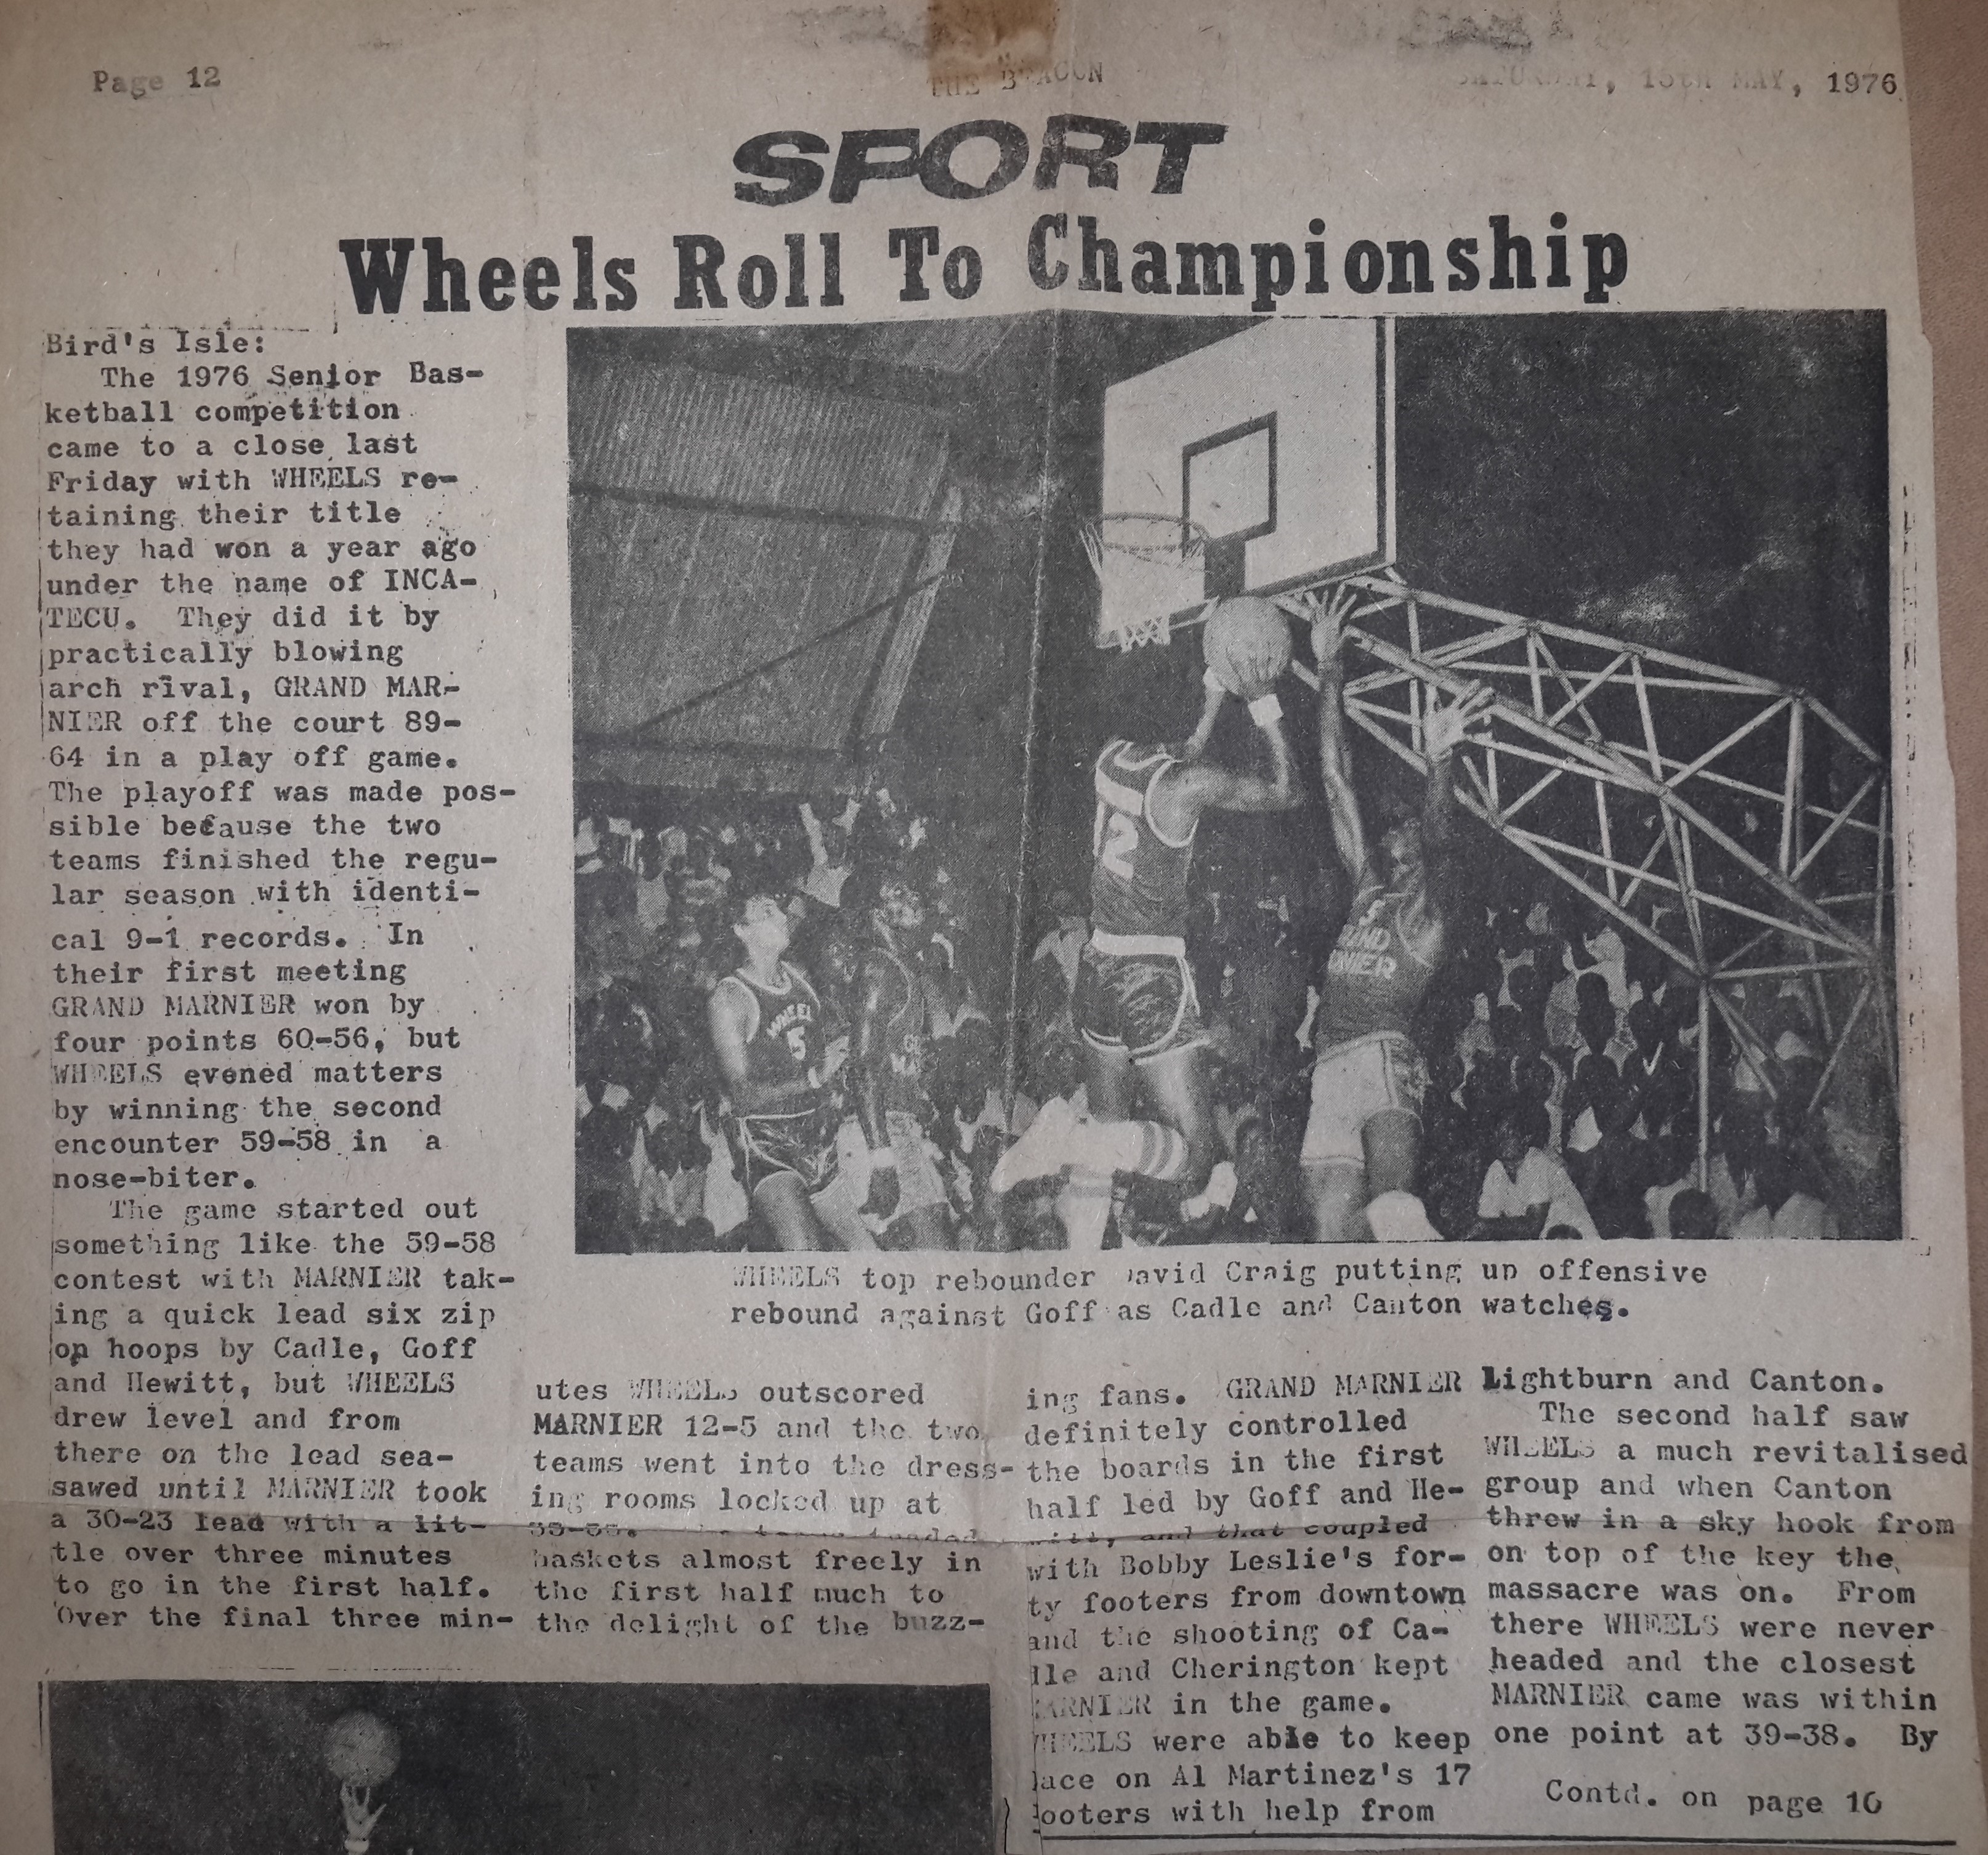 Page 12
THE BEACON
SATURDAY, 15th MAY, 1976
SPORT
Wheels Roll To Championship
Bird's Isle:
The 1976 Senior Bas-
ketball competition
came to a close last
Friday with WHEELS re-
taining their title
they had won a year ago
under the name of INCA-
TECU. They did it by
practically blowing
arch rival, GRAND MAR-
NIER off the court 89-
64 in a play off game.
The playoff was made pos-
sible because the two
teams finished the regu-
lar season with identi-
cal 9-1 records. In
their first meeting
GRAND MARNIER won by
four points 60-56, but
WHEELS evened matters
by winning the second
encounter 59-58 in a
nose-biter.
The game started out
something like the 59-58
contest with MARNIER tak-
ing a quick lead six zip
on hoops by Cadle, Goff
and Hewitt, but WHEELS
drew level and from
there on the lead sea-
sawed until MARNIER took
a 30-23 lead with a lit-
tle over three minutes
to go in the first half.
Over the final three min-
2
WHEEL
5
5
WHEELS top rebounder David Craig putting up offensive
rebound against Goff as Cadle and Canton watches.
utes WHEELS outscored
MARNIER 12-5 and the two
teams went into the dress-
ing rooms locked up at
baskets almost freely in
the first half much to
the delight of the buzz-
ing fans. GRAND MARNIER
definitely controlled
the boards in the first
half led by Goff and He-
witt, and that coupled
with Bobby Leslie's for-
ty footers from downtown
and the shooting of Ca-
dle and Cherington kept
MARNIER in the game.
WHEELS were able to keep
pace on Al Martinez's 17
footers with help from
Lightburn and Canton.
The second half saw
WHEELS a much revitalised
group and when Canton
threw in a sky hook from
on top of the key the
massacre was on. From
there WHEELS were never
headed and the closest
MARNIER came was within
one point at 39-38. By
Contd. on page 10